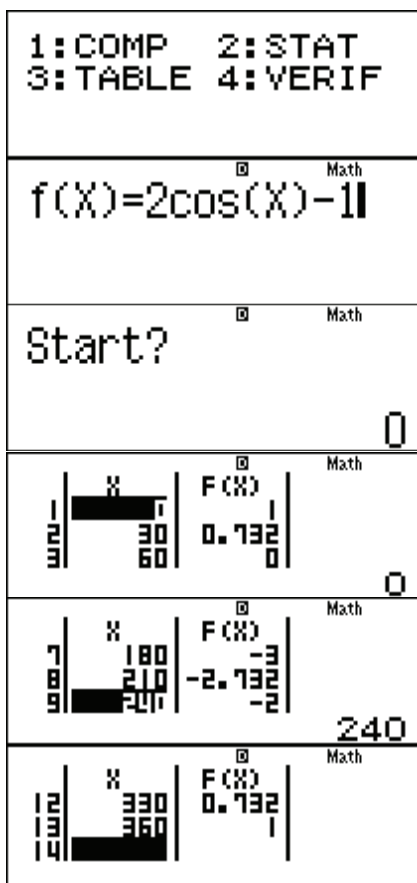 1:COMP 2:STAT
3:TABLE 4:VERIF
D Math
f(X)=2cos(X)-1
D Math
Start?
0
D Math
X F(X)
1 1
2 30 0.732
3 60 0
0
D Math
X F(X)
7 180 -3
8 210 -2.732
9 -2
240
D Math
X F(X)
12 330 0.732
13 360 1
14